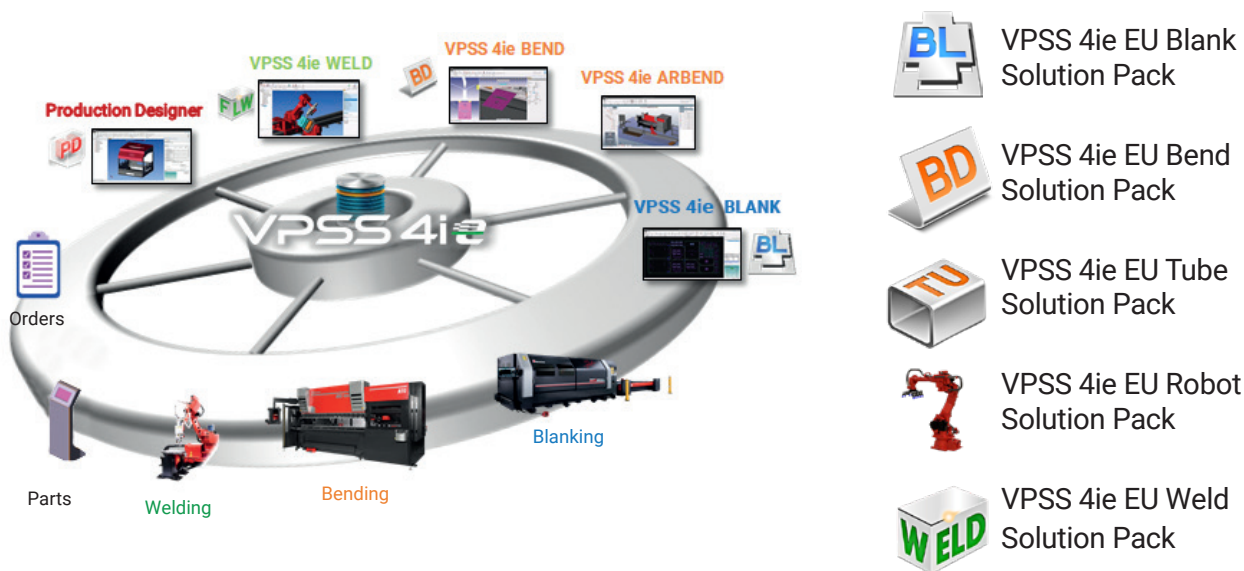 VPSS 4ie BEND
VPSS 4ie WELD
BD
VPSS 4ie ARBEND
FLW
Production Designer
PD
VPSS 4ie BLANK
VPSS 4ie
BL
Orders
Blanking
Parts
Welding
Bending
BL
VPSS 4ie EU Blank
Solution Pack
BD
VPSS 4ie EU Bend
Solution Pack
TU
VPSS 4ie EU Tube
Solution Pack
VPSS 4ie EU Robot
Solution Pack
WELD
VPSS 4ie EU Weld
Solution Pack